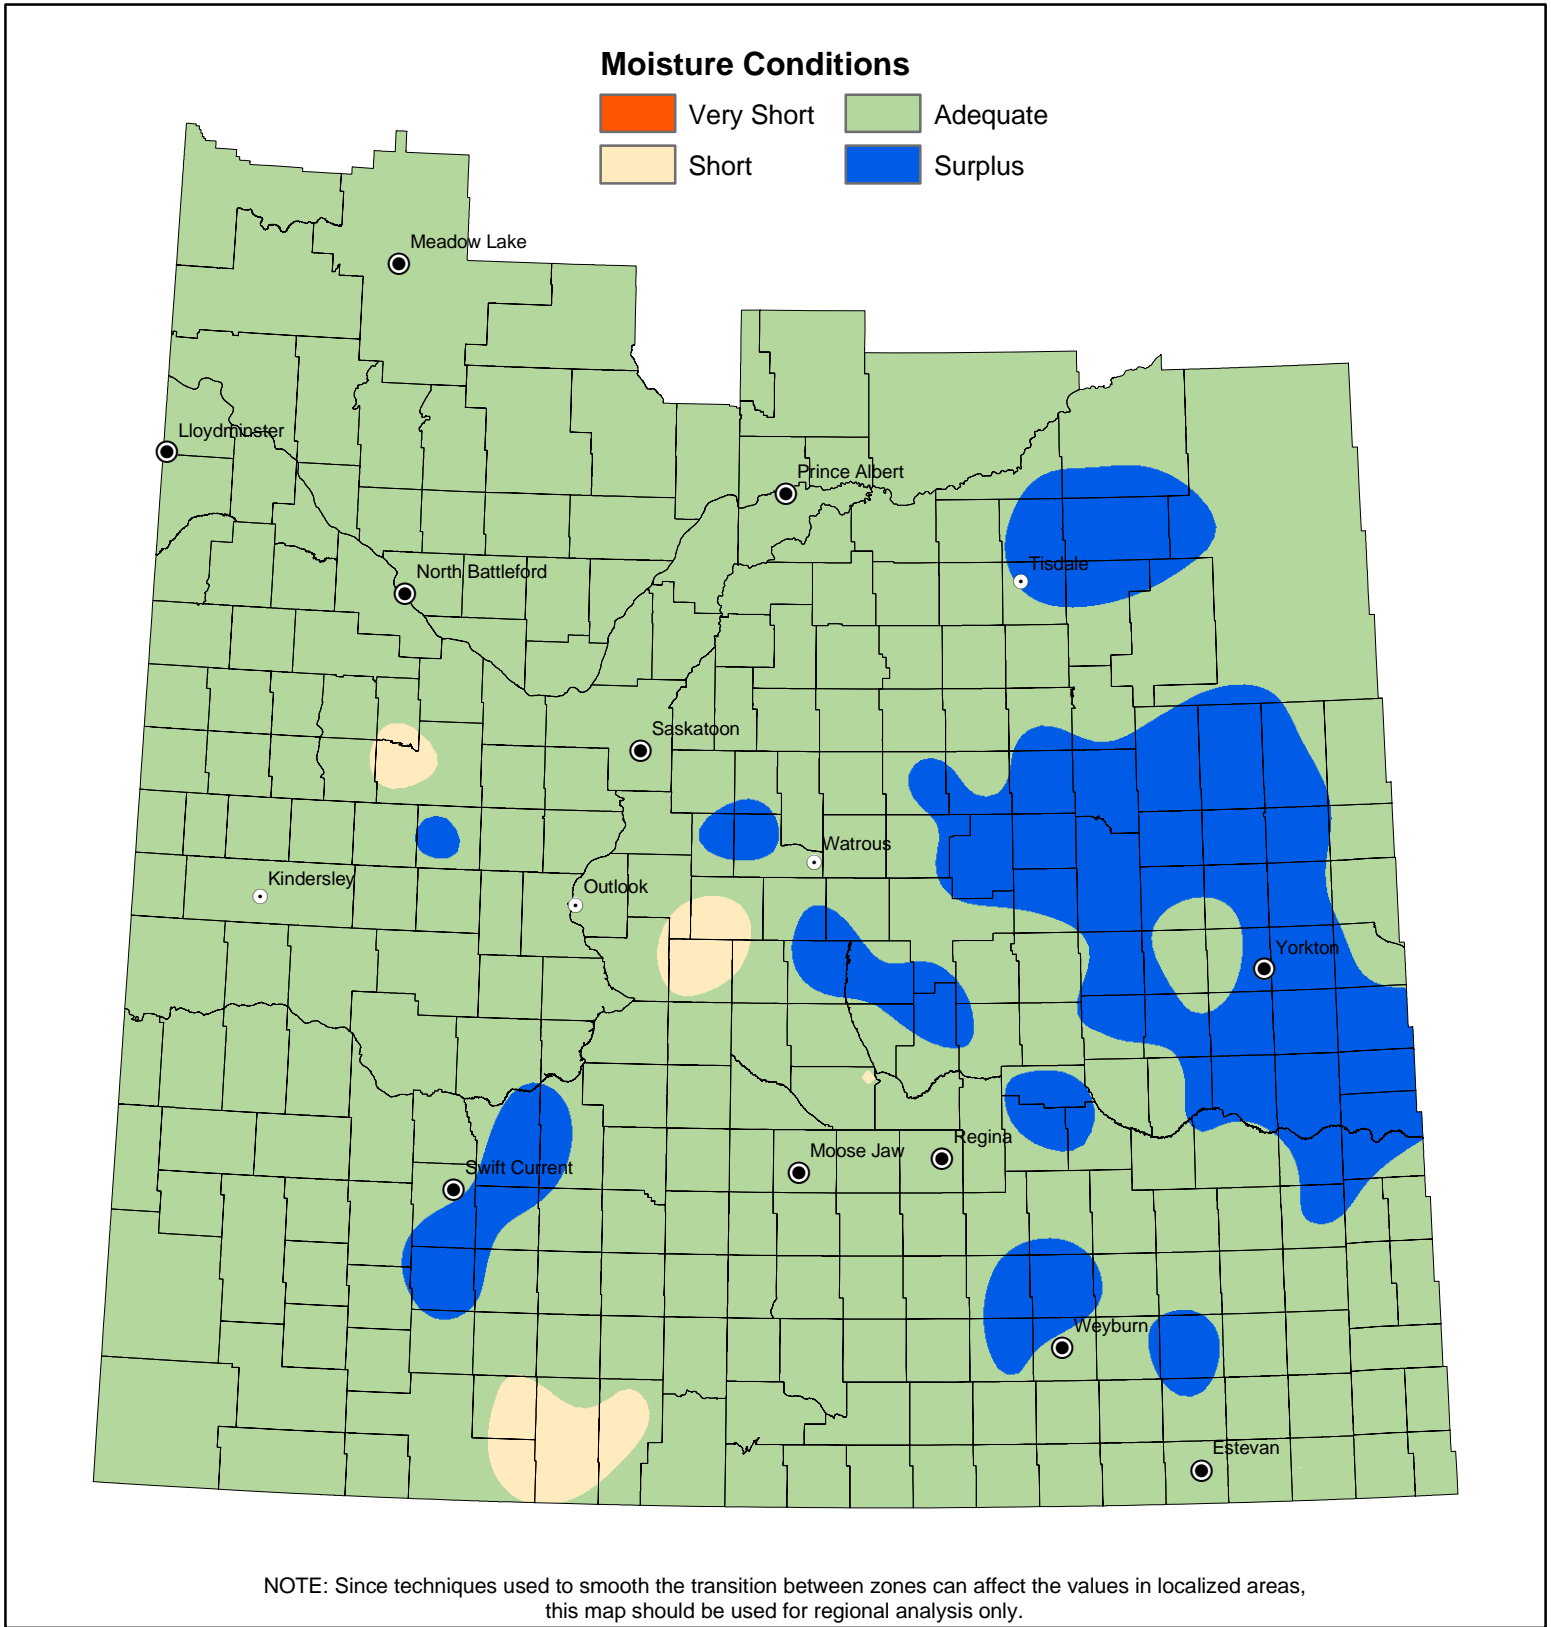 Moisture Conditions
Very Short
Adequate
Short
Surplus
Meadow Lake
Lloydminster
Prince Albert
Tisdale
North Battleford
Saskatoon
Watrous
Kindersley
Outlook
Yorkton
Regina
Moose Jaw
Swift Current
Weyburn
Estevan
NOTE: Since techniques used to smooth the transition between zones can affect the values in localized areas,
this map should be used for regional analysis only.